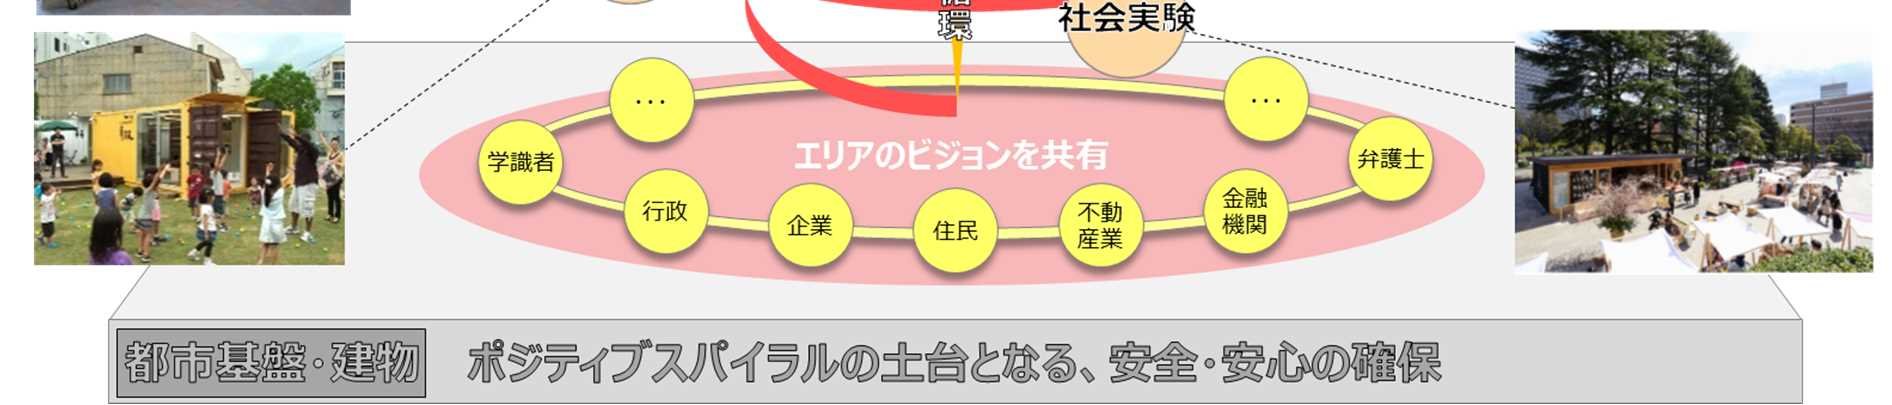 環
社会実験
…
…
エリアのビジョンを共有
学識者
弁護士
行政
企業
住民
不動
産業
金融
機関
都市基盤・建物
ポジティブスパイラルの土台となる、安全・安心の確保